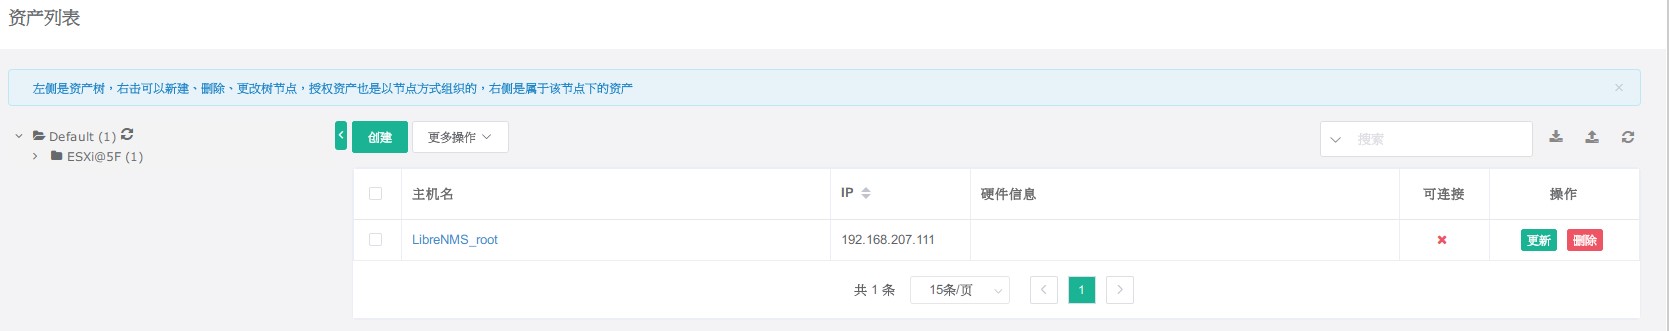 资产列表
左侧是资产树，右击可以新建、删除、更改树节点，授权资产也是以节点方式组织的，右侧是属于该节点下的资产
Default (1)
ESXi@5F (1)
创建 更多操作 搜索
主机名 IP 硬件信息 可连接 操作
LibreNMS_root 192.168.207.111 更新 删除
共 1 条 15条/页 1